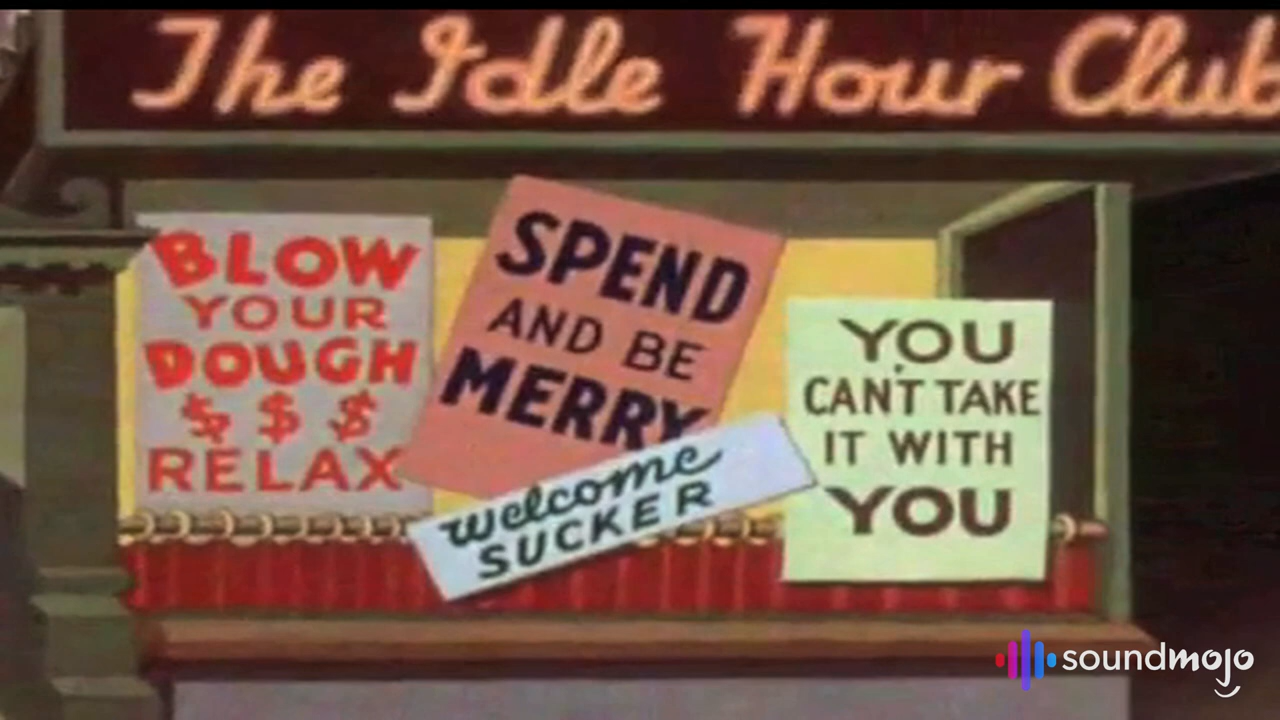 The Idle Hour Club
BLOW
YOUR
DOUGH
$ $ $
RELAX
SPEND
AND BE
MERRY
welcome
SUCKER
YOU
CAN'T TAKE
IT WITH
YOU
soundmojo